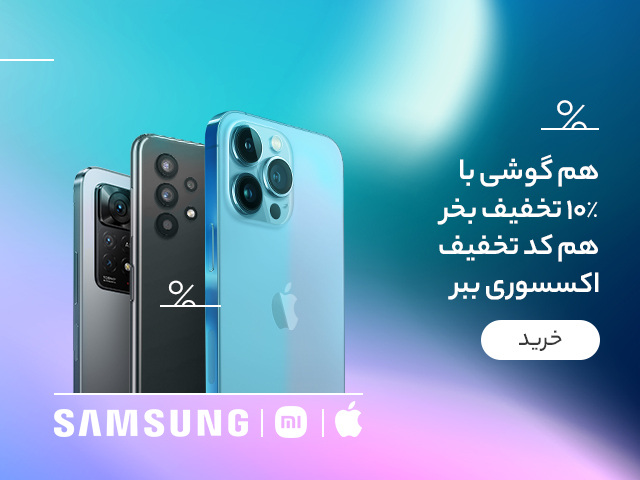 هم گوشی با
۱۰٪ تخفیف بخر
هم کد تخفیف
اکسسوری ببر
خرید
SAMSUNG | mi |